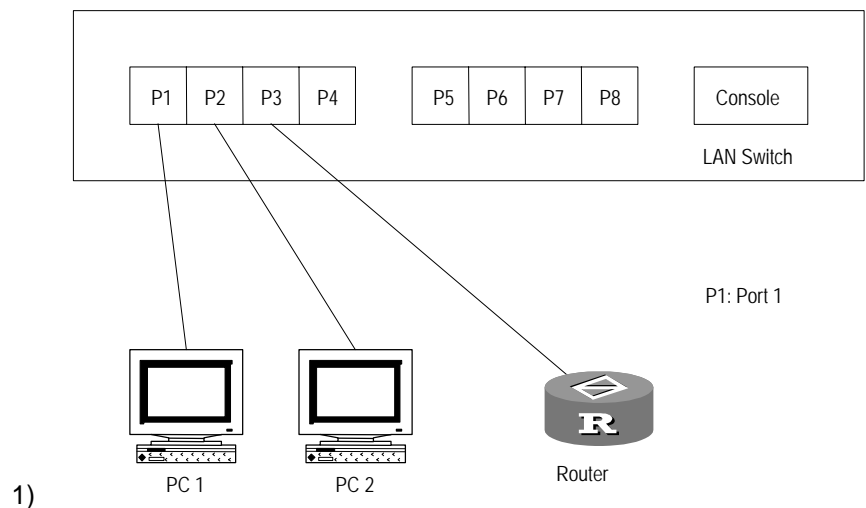 P1 P2 P3 P4 P5 P6 P7 P8 Console
LAN Switch
P1: Port 1
R
PC 1 PC 2 Router
1)